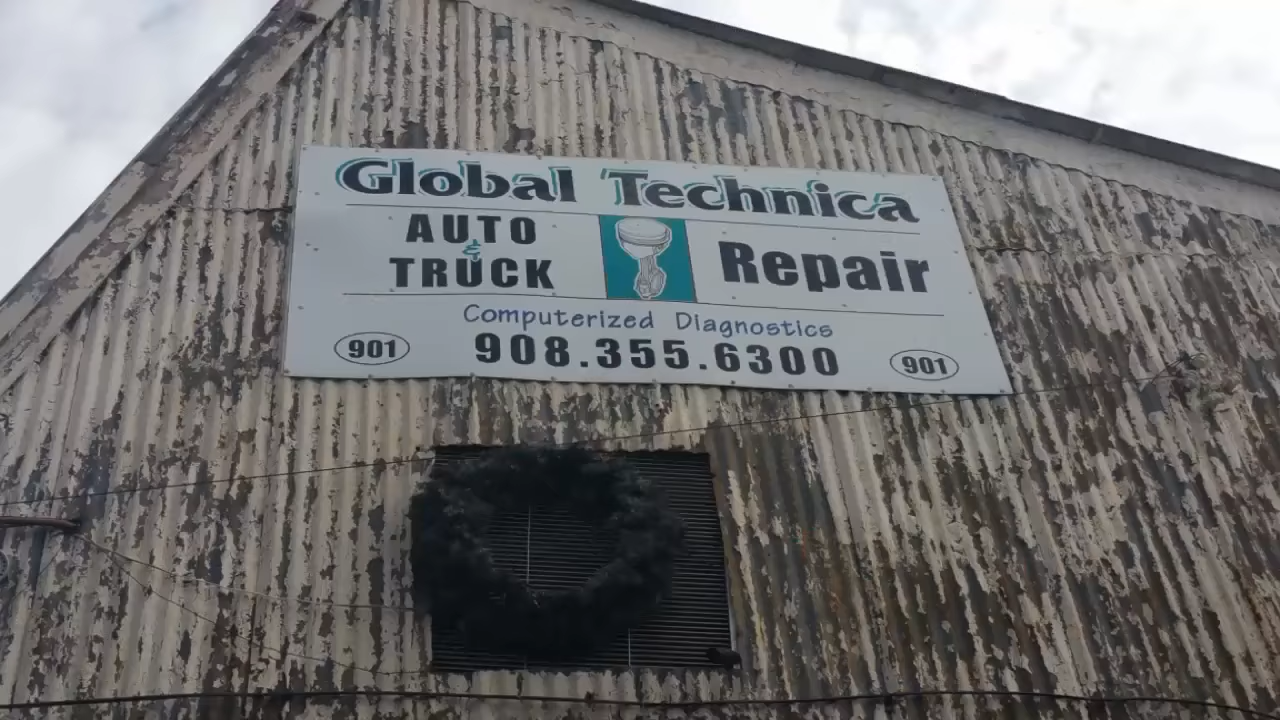 Global Technica
AUTO
&
TRUCK
Repair
Computerized Diagnostics
901 908.355.6300 901